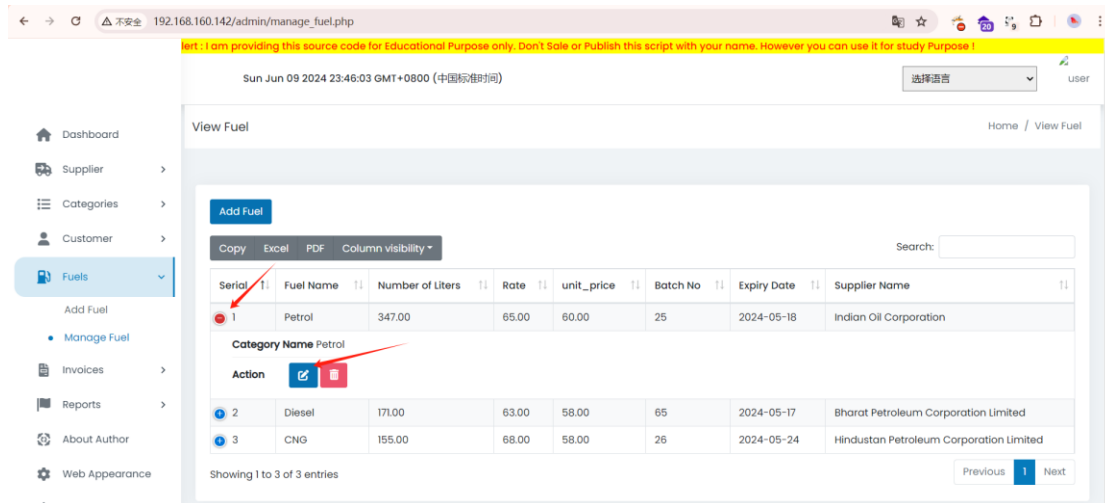 不安全 192.168.160.142/admin/manage_fuel.php
20
9
lert : I am providing this source code for Educational Purpose only. Don't Sale or Publish this script with your name. However you can use it for study Purpose !
Sun Jun 09 2024 23:46:03 GMT+0800 (中国标准时间)
选择语言
user
View Fuel
Home / View Fuel
Dashboard
Supplier
Categories
Customer
Fuels
Add Fuel
Manage Fuel
Invoices
Reports
About Author
Web Appearance
Add Fuel
Copy Excel PDF Column visibility
Search:
Serial Fuel Name Number of Liters Rate unit_price Batch No Expiry Date Supplier Name
1 Petrol 347.00 65.00 60.00 25 2024-05-18 Indian Oil Corporation
Category Name Petrol
Action
2 Diesel 171.00 63.00 58.00 65 2024-05-17 Bharat Petroleum Corporation Limited
3 CNG 155.00 68.00 58.00 26 2024-05-24 Hindustan Petroleum Corporation Limited
Showing 1 to 3 of 3 entries
Previous 1 Next